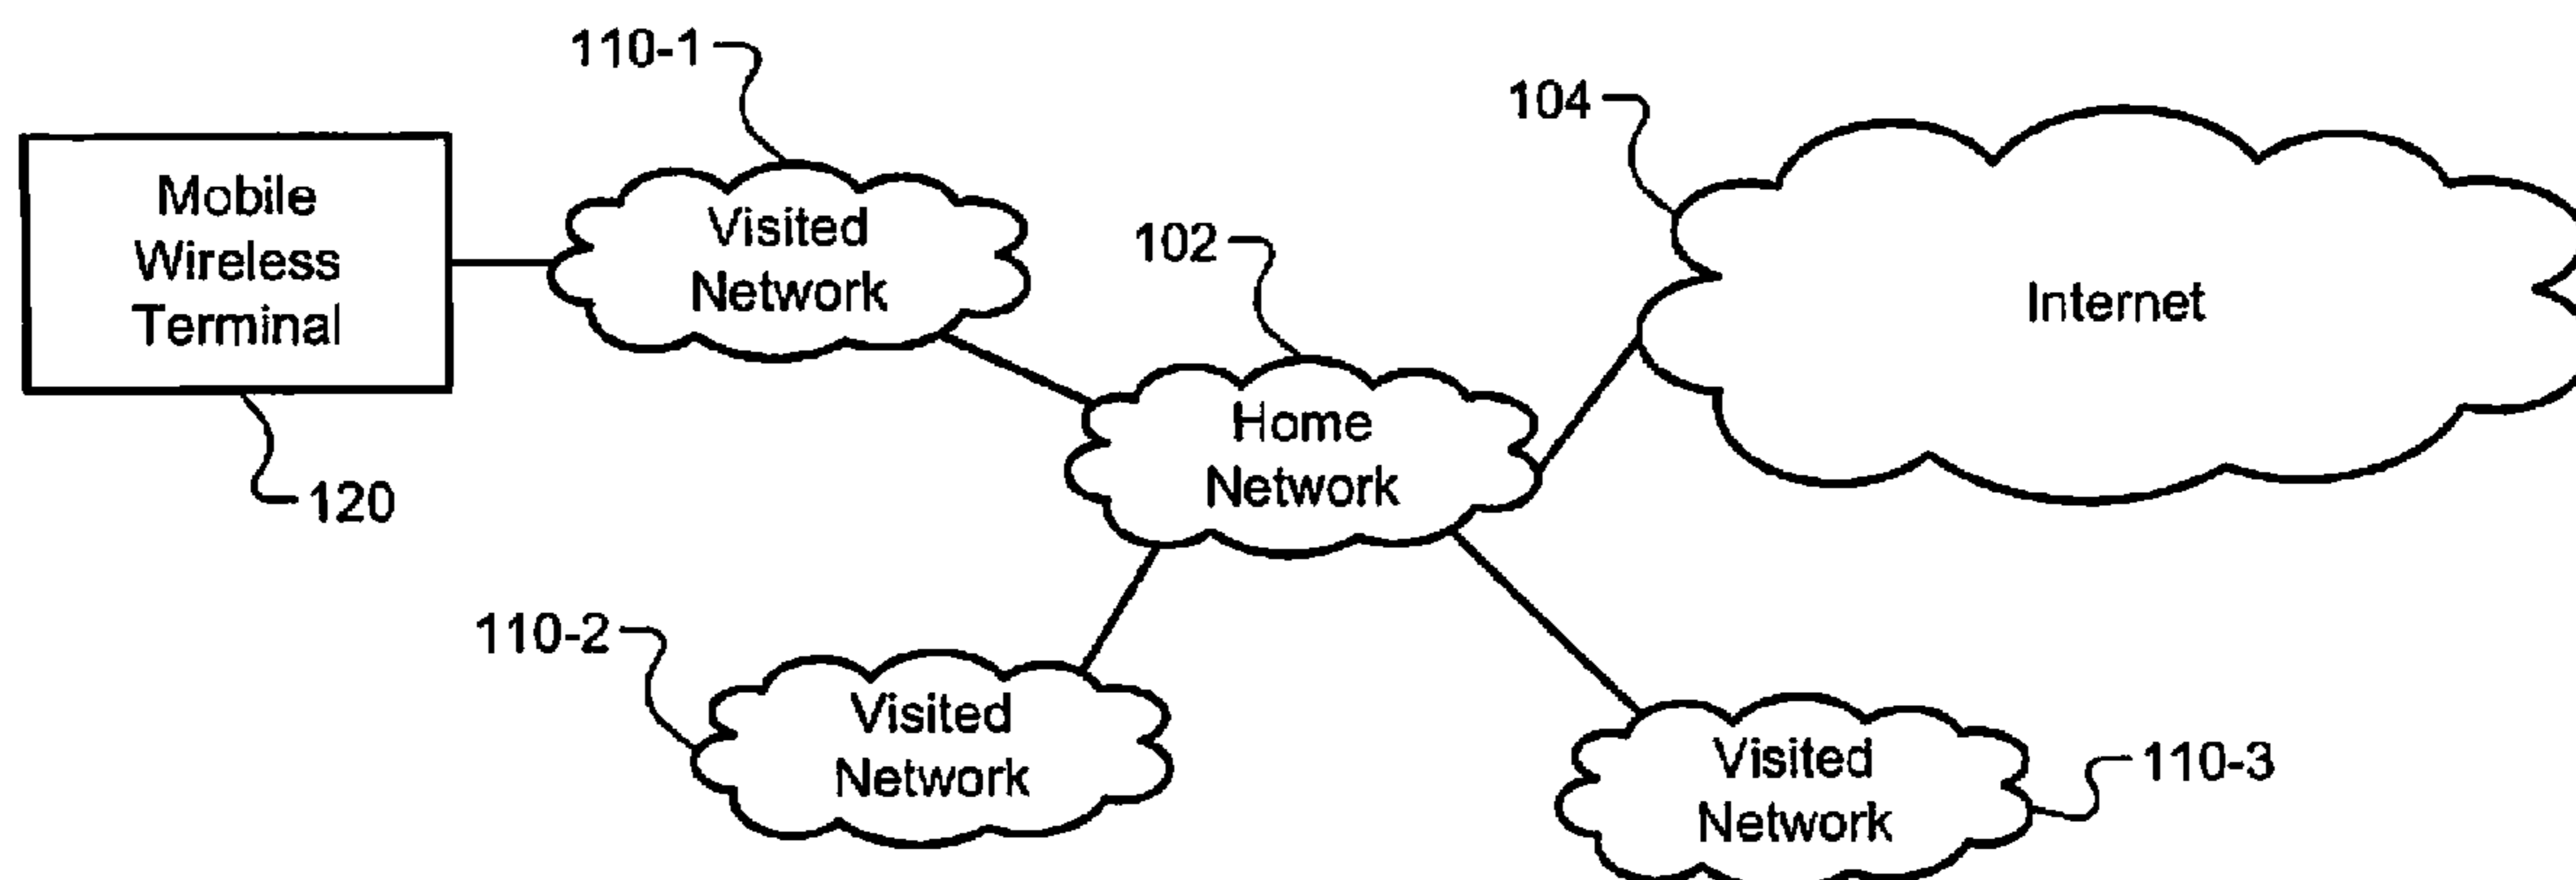 110-1
104
Mobile
Wireless
Terminal
Visited
Network
102
Internet
Home
Network
120
110-2
Visited
Network
Visited
Network
110-3